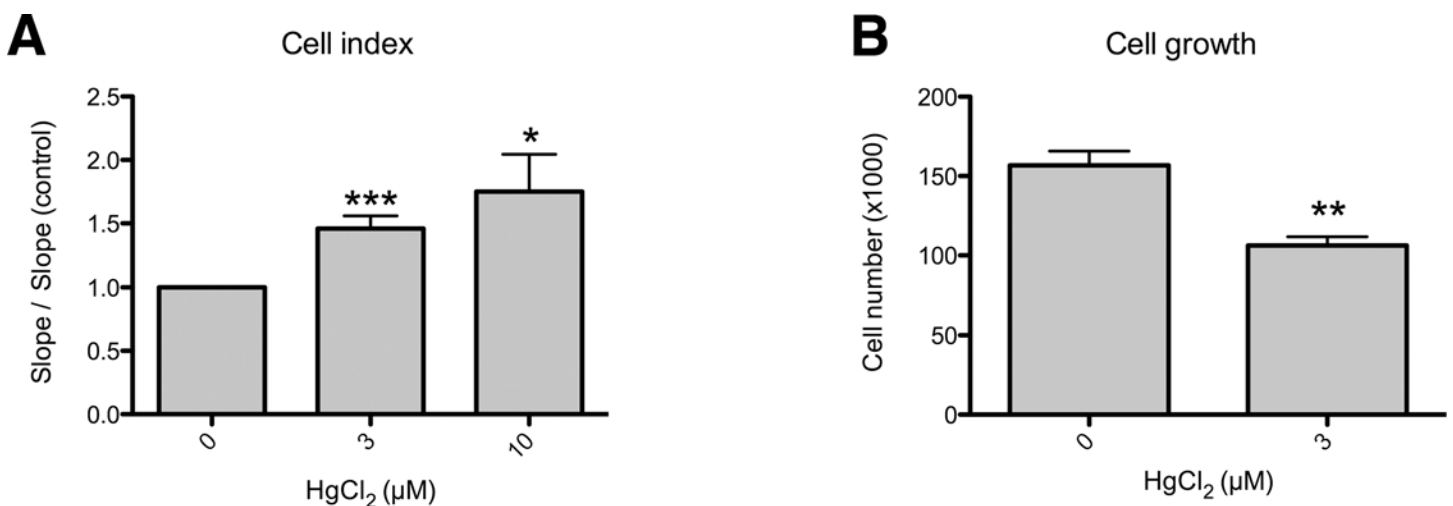 A
Cell index
Slope / Slope (control)
2.5
2.0
1.5
1.0
0.5
0.0
***
*
0
3
10
HgCl₂ (µM)
B
Cell growth
Cell number (x1000)
200
150
100
50
0
**
0
3
HgCl₂ (µM)